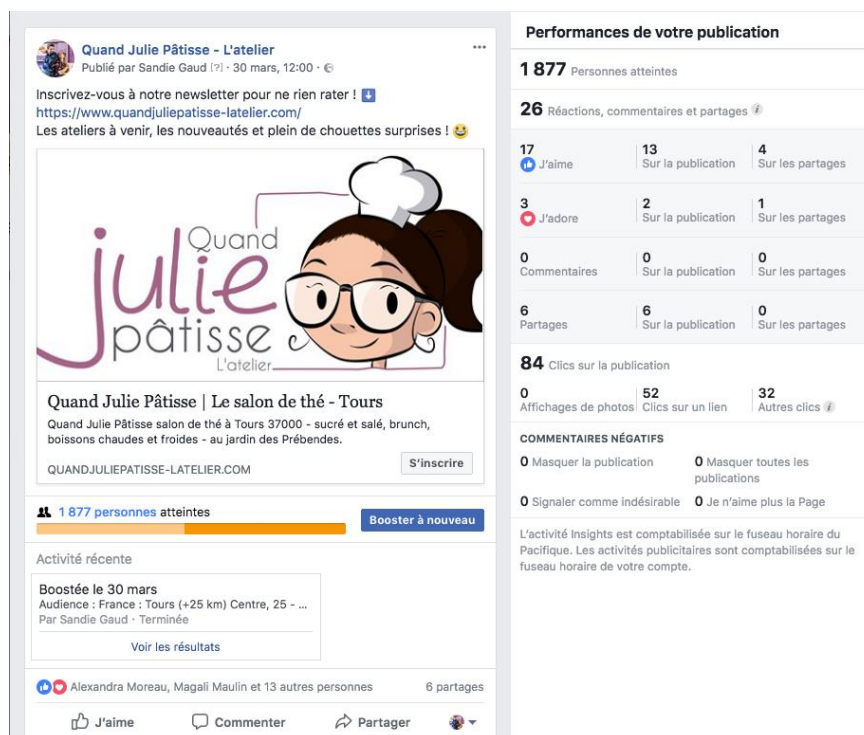 Quand Julie Pâtisse - L'atelier
Publié par Sandie Gaud [?] · 30 mars, 12:00 ·
Inscrivez-vous à notre newsletter pour ne rien rater !
https://www.quandjuliepatisse-latelier.com/
Les ateliers à venir, les nouveautés et plein de chouettes surprises !
Quand
julie
pâtisse
L'atelier
Quand Julie Pâtisse | Le salon de thé - Tours
Quand Julie Pâtisse salon de thé à Tours 37000 - sucré et salé, brunch,
boissons chaudes et froides - au jardin des Prébendes.
QUANDJULIEPATISSE-LATELIER.COM
S'inscrire
1 877 personnes atteintes
Booster à nouveau
Activité récente
Boostée le 30 mars
Audience : France : Tours (+25 km) Centre, 25 - ...
Par Sandie Gaud · Terminée
Voir les résultats
Alexandra Moreau, Magali Maulin et 13 autres personnes 6 partages
J'aime Commenter Partager
Performances de votre publication
1 877 Personnes atteintes
26 Réactions, commentaires et partages
17 13 4
J'aime Sur la publication Sur les partages
3 2 1
J'adore Sur la publication Sur les partages
0 0 0
Commentaires Sur la publication Sur les partages
6 6 0
Partages Sur la publication Sur les partages
84 Clics sur la publication
0 52 32
Affichages de photos Clics sur un lien Autres clics
COMMENTAIRES NÉGATIFS
0 Masquer la publication 0 Masquer toutes les
publications
0 Signaler comme indésirable 0 Je n'aime plus la Page
L'activité Insights est comptabilisée sur le fuseau horaire du
Pacifique. Les activités publicitaires sont comptabilisées sur le
fuseau horaire de votre compte.